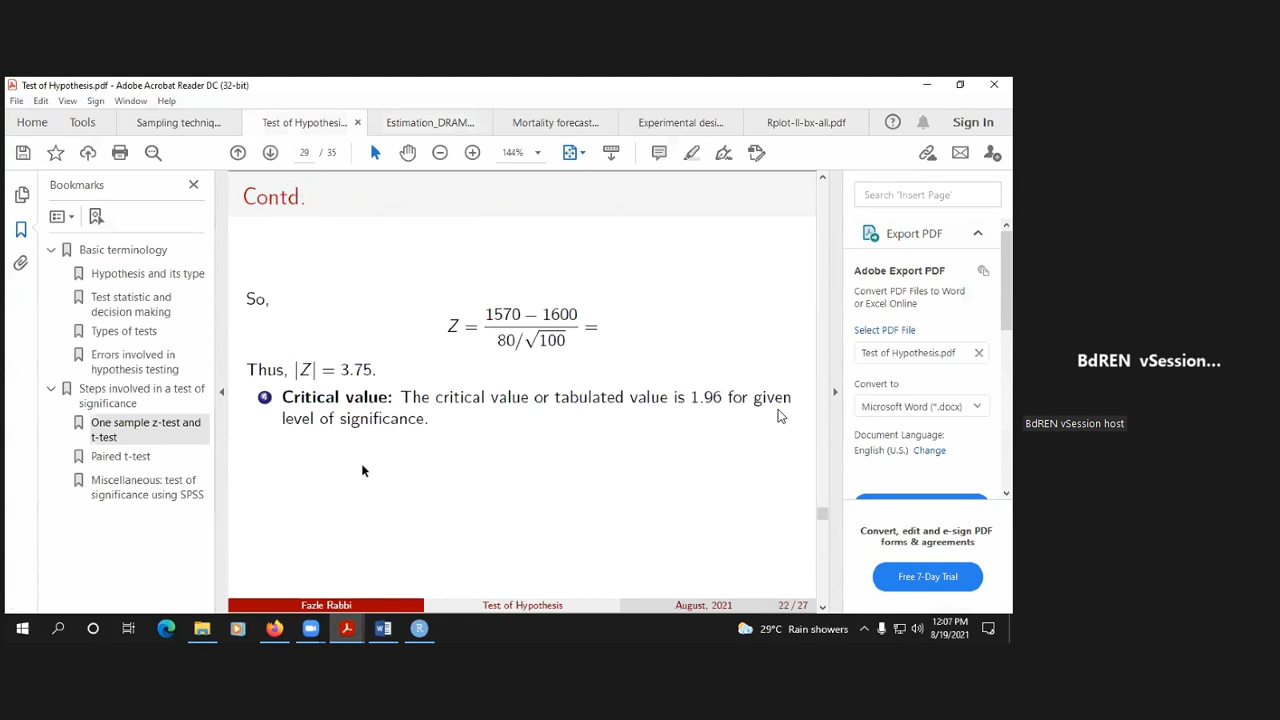 Test of Hypothesis.pdf - Adobe Acrobat Reader DC (32-bit)
File Edit View Sign Window Help
Home Tools Sampling techniq... Test of Hypothesi... × Estimation_DRAM... Mortality forecast... Experimental desi... Rplot-II-bx-all.pdf Sign In
29 / 35 144%
Bookmarks
Basic terminology
Hypothesis and its type
Test statistic and
decision making
Types of tests
Errors involved in
hypothesis testing
Steps involved in a test of
significance
One sample z-test and
t-test
Paired t-test
Miscellaneous: test of
significance using SPSS
Contd.
So,
Z = (1570 − 1600) / (80/√100) =
Thus, |Z| = 3.75.
4 Critical value: The critical value or tabulated value is 1.96 for given
level of significance.
Fazle Rabbi Test of Hypothesis August, 2021 22 / 27
Search 'Insert Page'
Export PDF
Adobe Export PDF
Convert PDF Files to Word
or Excel Online
Select PDF File
Test of Hypothesis.pdf
Convert to
Microsoft Word (*.docx)
Document Language:
English (U.S.) Change
Convert, edit and e-sign PDF
forms & agreements
Free 7-Day Trial
29°C Rain showers
12:07 PM
8/19/2021
BdREN vSession...
BdREN vSession host